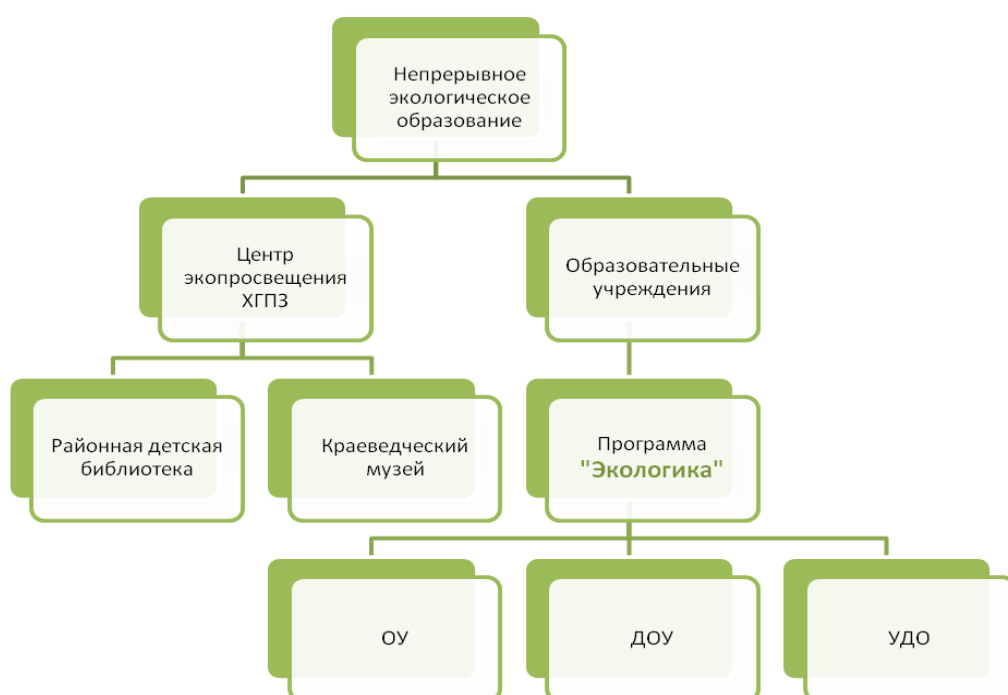 Непрерывное
экологическое
образование
Центр
экопросвещения
ХГПЗ
Образовательные
учреждения
Районная детская
библиотека
Краеведческий
музей
Программа
"Экологика"
ОУ
ДОУ
УДО